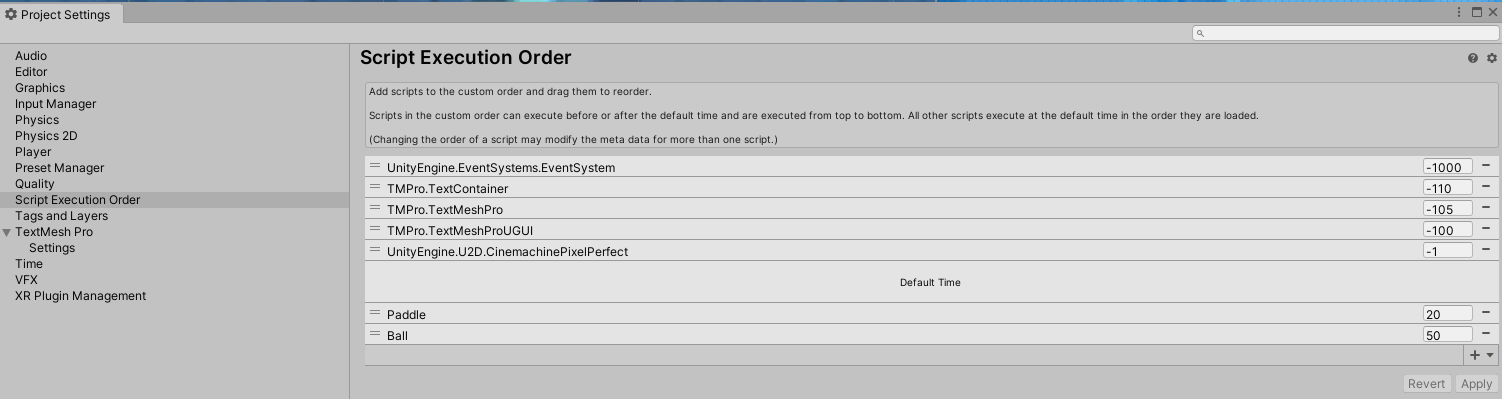 Project Settings
Audio
Editor
Graphics
Input Manager
Physics
Physics 2D
Player
Preset Manager
Quality
Script Execution Order
Tags and Layers
TextMesh Pro
Settings
Time
VFX
XR Plugin Management
Script Execution Order
Add scripts to the custom order and drag them to reorder.
Scripts in the custom order can execute before or after the default time and are executed from top to bottom. All other scripts execute at the default time in the order they are loaded.
(Changing the order of a script may modify the meta data for more than one script.)
UnityEngine.EventSystems.EventSystem -1000
TMPro.TextContainer -110
TMPro.TextMeshPro -105
TMPro.TextMeshProUGUI -100
UnityEngine.U2D.CinemachinePixelPerfect -1
Default Time
Paddle 20
Ball 50
Revert Apply